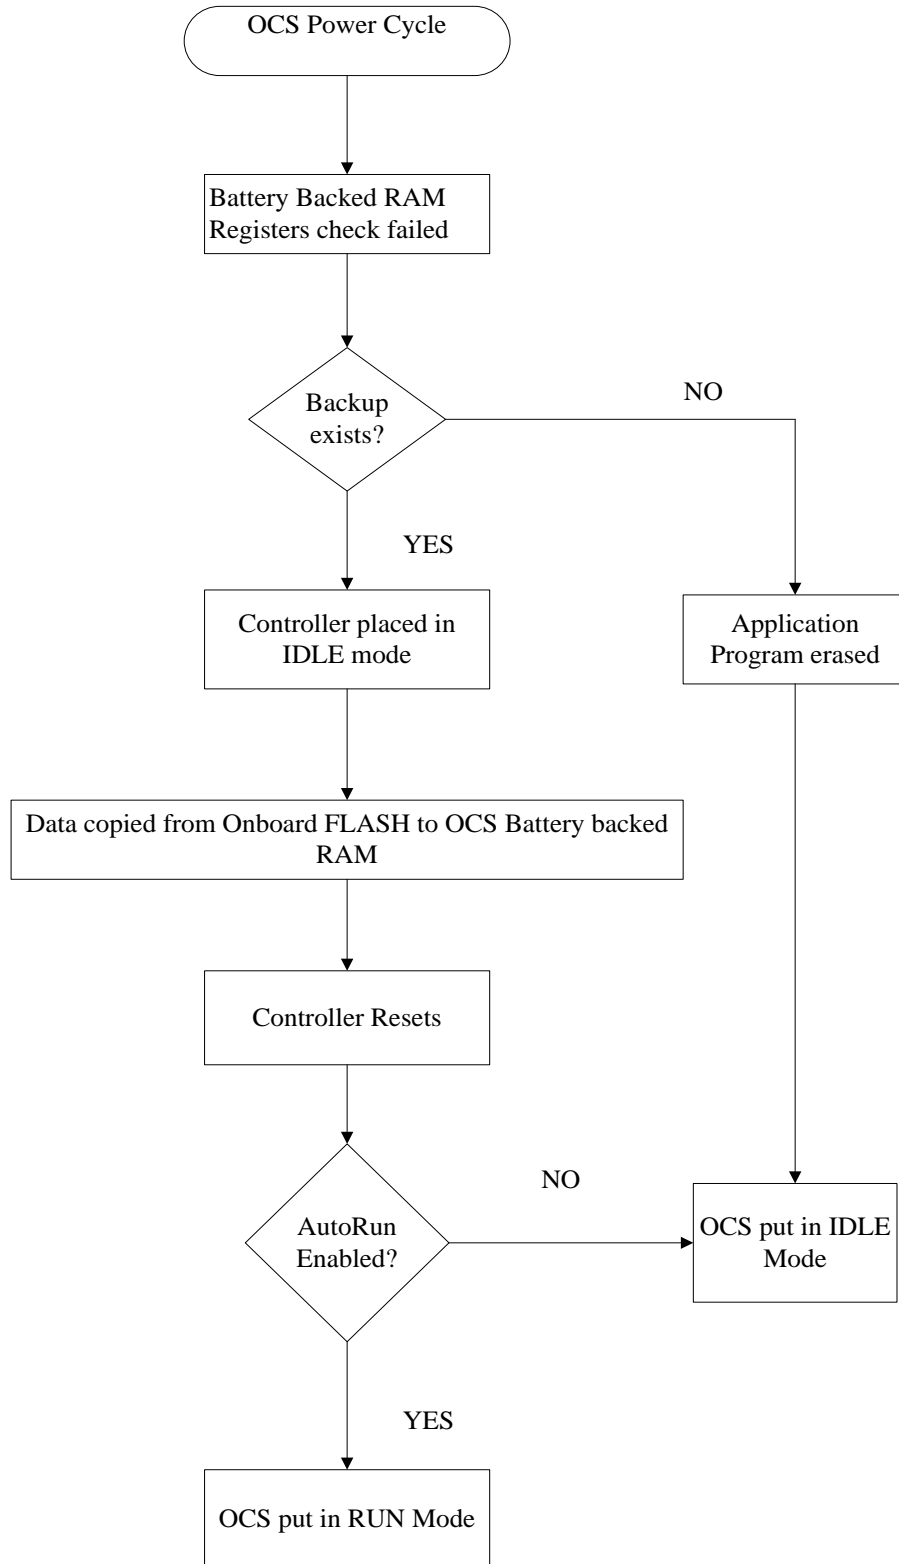 OCS Power Cycle
Battery Backed RAM
Registers check failed
Backup
exists?
NO
YES
Controller placed in
IDLE mode
Application
Program erased
Data copied from Onboard FLASH to OCS Battery backed
RAM
Controller Resets
NO
AutoRun
Enabled?
OCS put in IDLE
Mode
YES
OCS put in RUN Mode